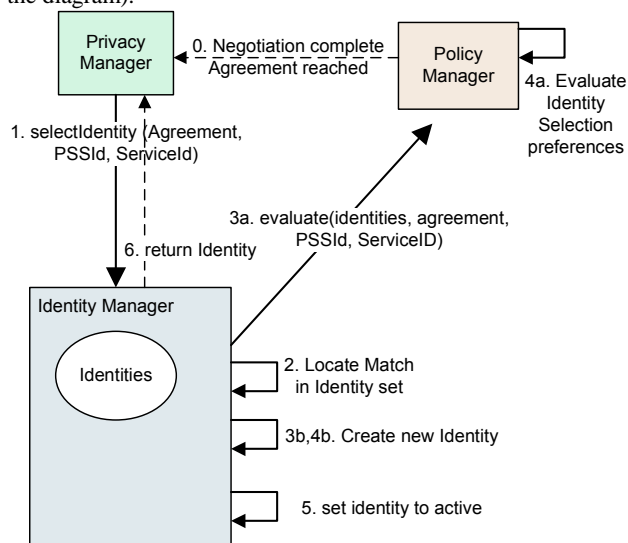 the diagram).
Privacy
Manager
0. Negotiation complete
Agreement reached
Policy
Manager
4a. Evaluate
Identity
Selection
preferences
1. selectIdentity (Agreement,
PSSId, ServiceId)
3a. evaluate(identities, agreement,
PSSId, ServiceID)
6. return Identity
Identity Manager
Identities
2. Locate Match
in Identity set
3b,4b. Create new Identity
5. set identity to active